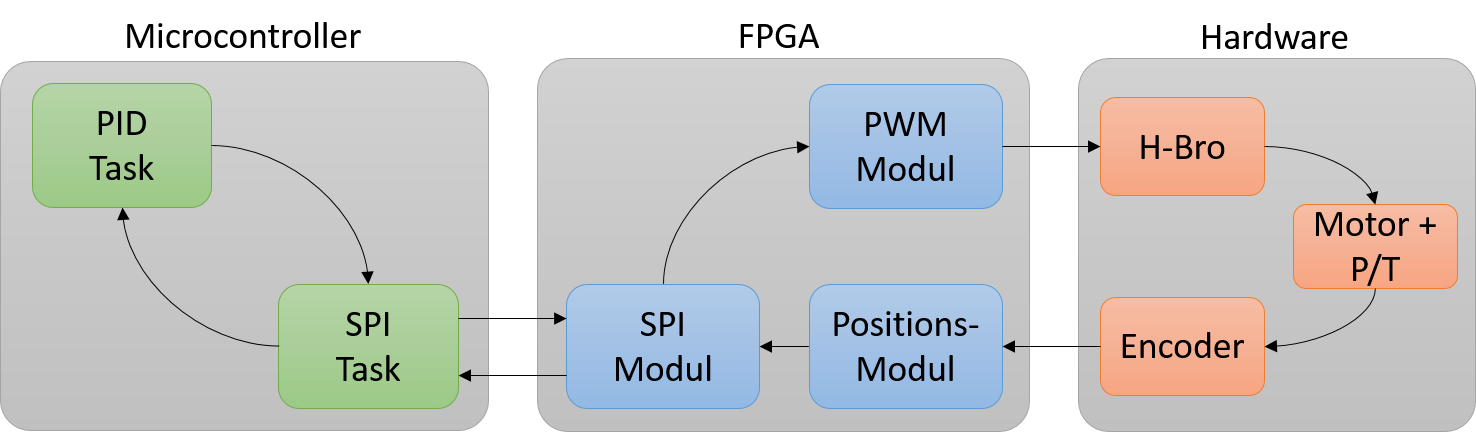 Microcontroller
PID
Task
SPI
Task
FPGA
PWM
Modul
SPI
Modul
Positions-
Modul
Hardware
H-Bro
Motor +
P/T
Encoder